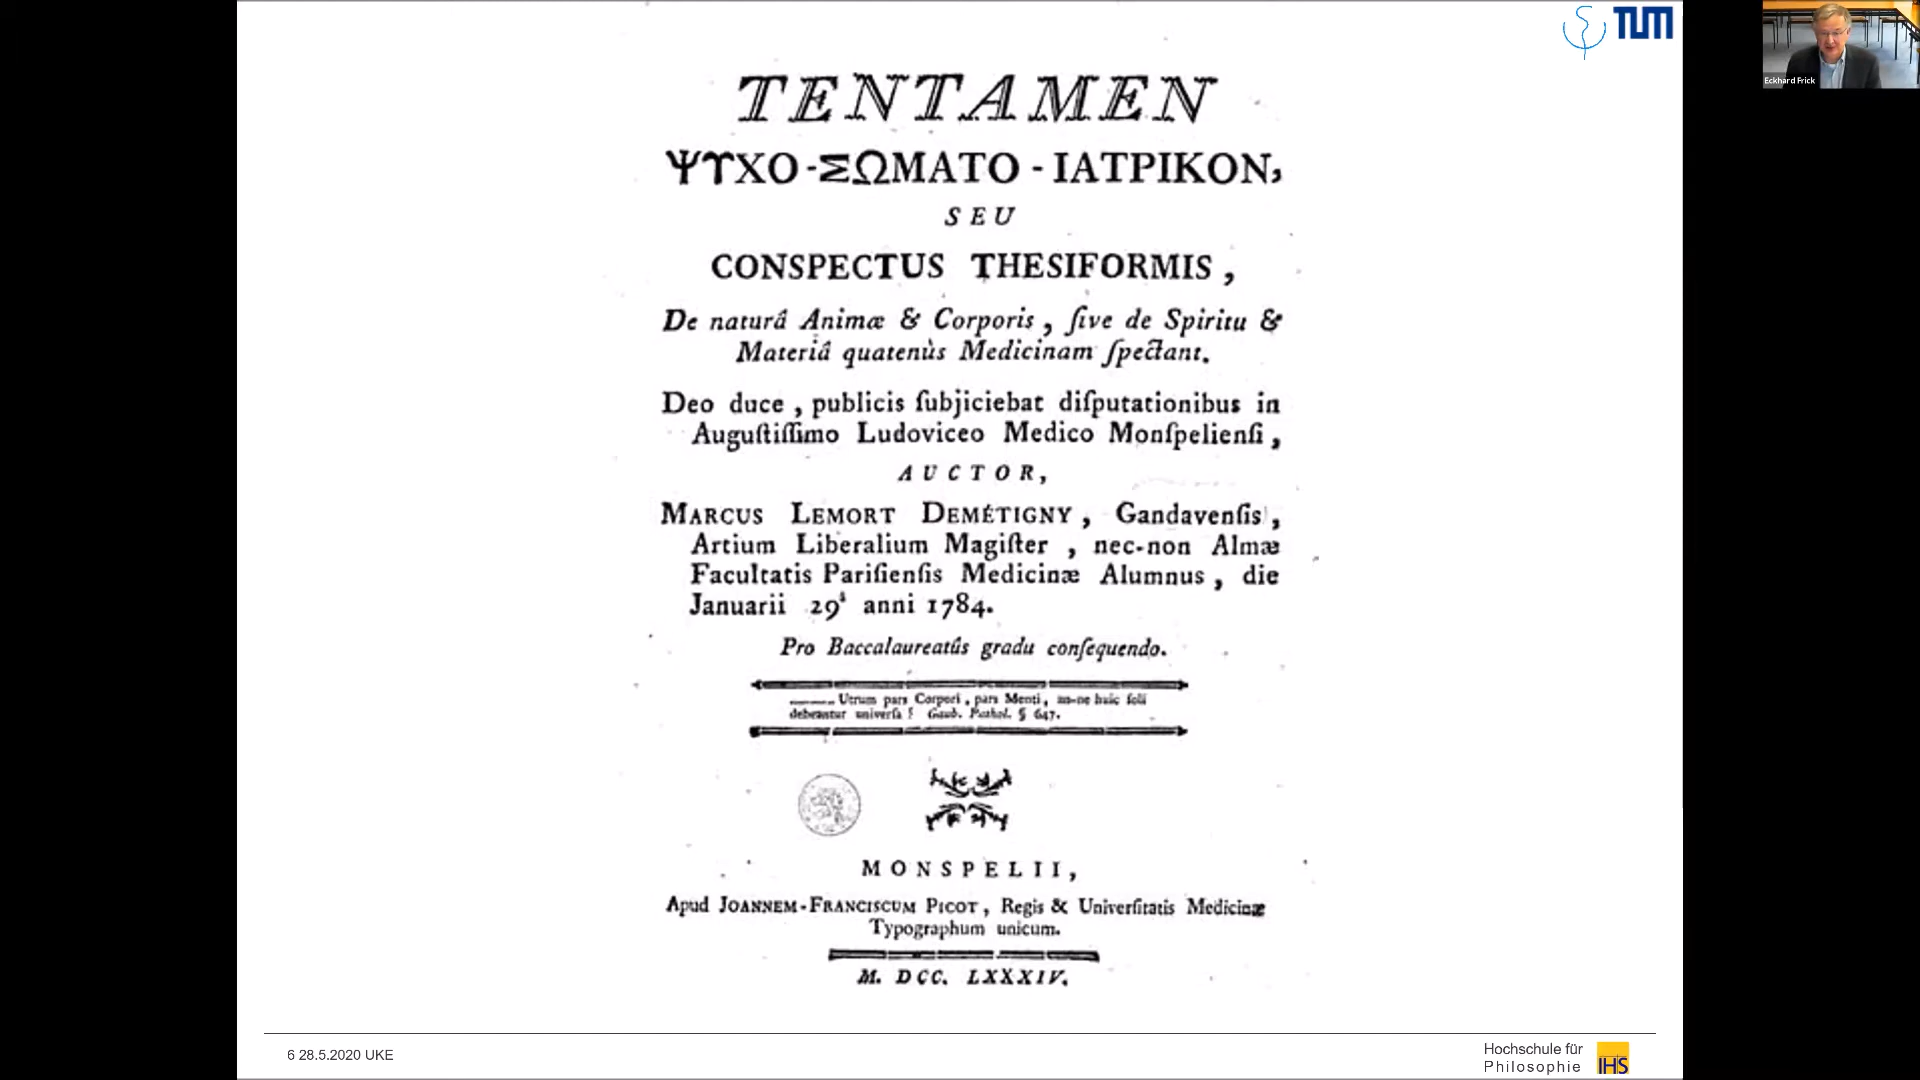 TUM
Eckhard Frick
TENTAMEN
ΨΥΧΟ-ΣΩΜΑΤΟ-ΙΑΤΡΙΚΟΝ,
SEU
CONSPECTUS THESIFORMIS,
De naturâ Animæ & Corporis, ſive de Spiritu &
Materiâ quatenùs Medicinam ſpectant.
Deo duce, publicis ſubjiciebat diſputationibus in
Auguſtiſſimo Ludoviceo Medico Monſpelienſi,
AUCTOR,
MARCUS LEMORT DEMÉTIGNY, Gandavenſis,
Artium Liberalium Magiſter, nec-non Almæ
Facultatis Pariſienſis Medicinæ Alumnus, die
Januarii 29ª anni 1784.
Pro Baccalaureatûs gradu conſequendo.
Utrum pars Corpori, pars Menti, an-ne huic ſoli
debeantur univerſa? Gaub. Pathol. § 647.
MONSPELII,
Apud JOANNEM-FRANCISCUM PICOT, Regis & Univerſitatis Medicinæ
Typographum unicum.
M. DCC. LXXXIV.
6 28.5.2020 UKE
Hochschule für
Philosophie
IHS